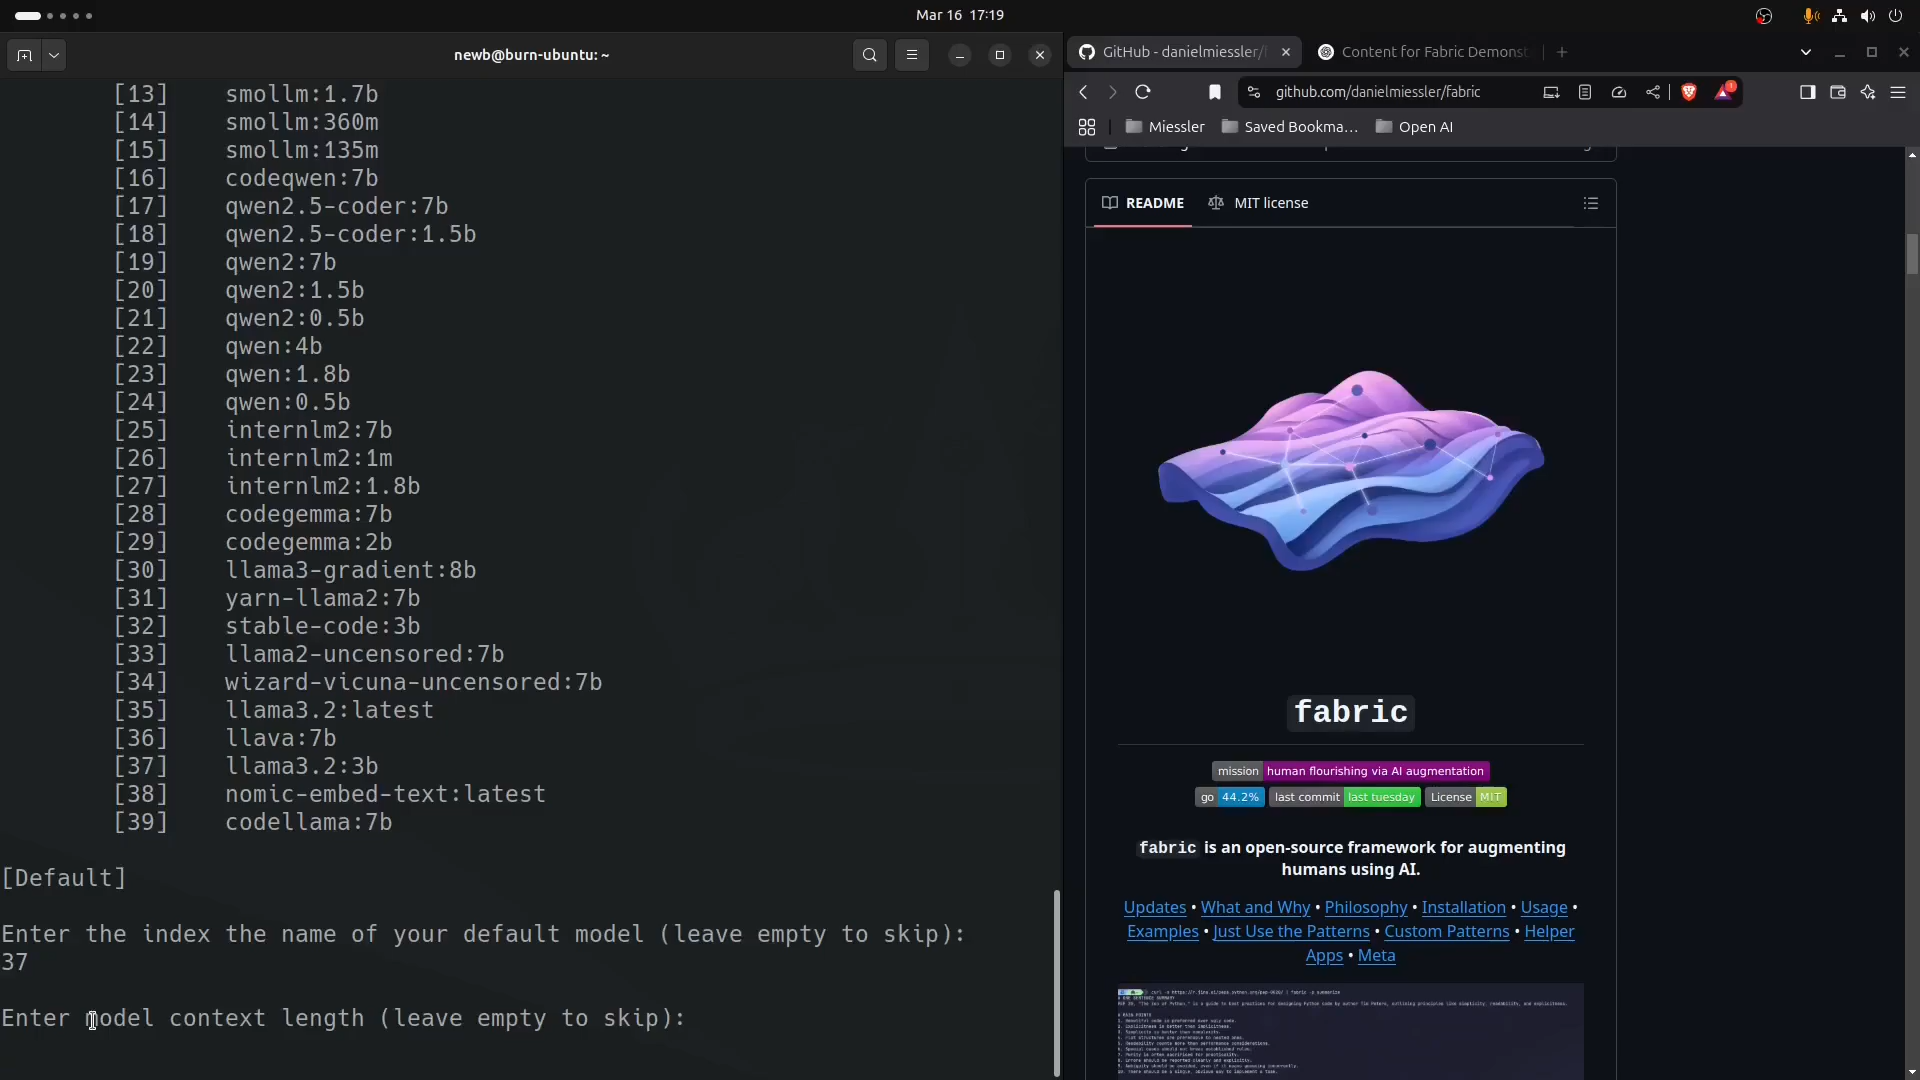 Mar 16 17:19
newb@burn-ubuntu: ~
[13] smollm:1.7b
[14] smollm:360m
[15] smollm:135m
[16] codeqwen:7b
[17] qwen2.5-coder:7b
[18] qwen2.5-coder:1.5b
[19] qwen2:7b
[20] qwen2:1.5b
[21] qwen2:0.5b
[22] qwen:4b
[23] qwen:1.8b
[24] qwen:0.5b
[25] internlm2:7b
[26] internlm2:1m
[27] internlm2:1.8b
[28] codegemma:7b
[29] codegemma:2b
[30] llama3-gradient:8b
[31] yarn-llama2:7b
[32] stable-code:3b
[33] llama2-uncensored:7b
[34] wizard-vicuna-uncensored:7b
[35] llama3.2:latest
[36] llava:7b
[37] llama3.2:3b
[38] nomic-embed-text:latest
[39] codellama:7b
[Default]
Enter the index the name of your default model (leave empty to skip):
37
Enter model context length (leave empty to skip):
GitHub - danielmiessler/
Content for Fabric Demonst
github.com/danielmiessler/fabric
1
Miessler
Saved Bookma…
Open AI
README
MIT license
fabric
mission human flourishing via AI augmentation
go 44.2% last commit last tuesday License MIT
fabric is an open-source framework for augmenting
humans using AI.
Updates • What and Why • Philosophy • Installation • Usage •
Examples • Just Use the Patterns • Custom Patterns • Helper
Apps • Meta